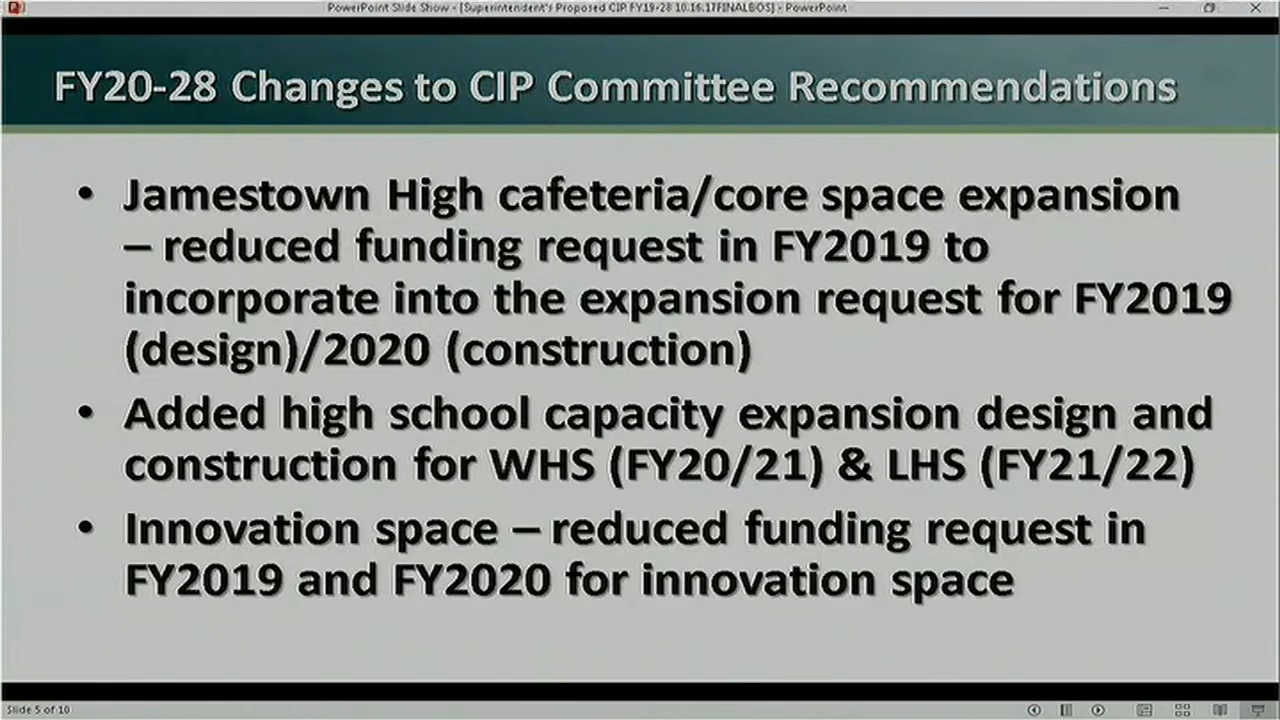 PowerPoint Slide Show - [Superintendent's Proposed CIP FY19-28 10.16.17FINALBOS] - PowerPoint
FY20-28 Changes to CIP Committee Recommendations
• Jamestown High cafeteria/core space expansion
– reduced funding request in FY2019 to
incorporate into the expansion request for FY2019
(design)/2020 (construction)
• Added high school capacity expansion design and
construction for WHS (FY20/21) & LHS (FY21/22)
• Innovation space – reduced funding request in
FY2019 and FY2020 for innovation space
Slide 5 of 10